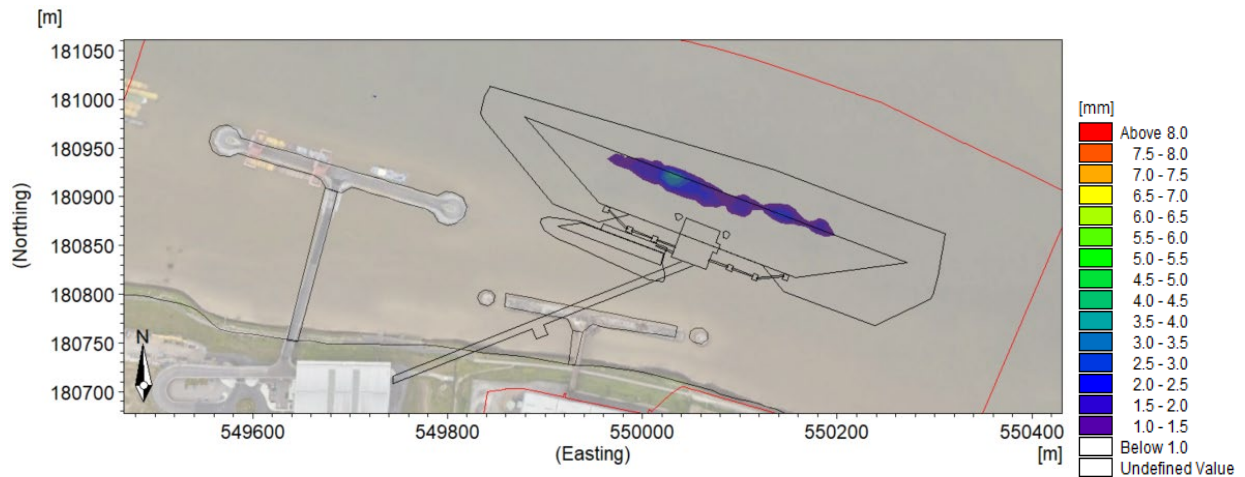 [m]
181050
181000
180950
180900
180850
180800
180750
180700
(Northing)
N
549600
549800
550000
550200
550400
(Easting)
[m]
[mm]
Above 8.0
7.5 - 8.0
7.0 - 7.5
6.5 - 7.0
6.0 - 6.5
5.5 - 6.0
5.0 - 5.5
4.5 - 5.0
4.0 - 4.5
3.5 - 4.0
3.0 - 3.5
2.5 - 3.0
2.0 - 2.5
1.5 - 2.0
1.0 - 1.5
Below 1.0
Undefined Value